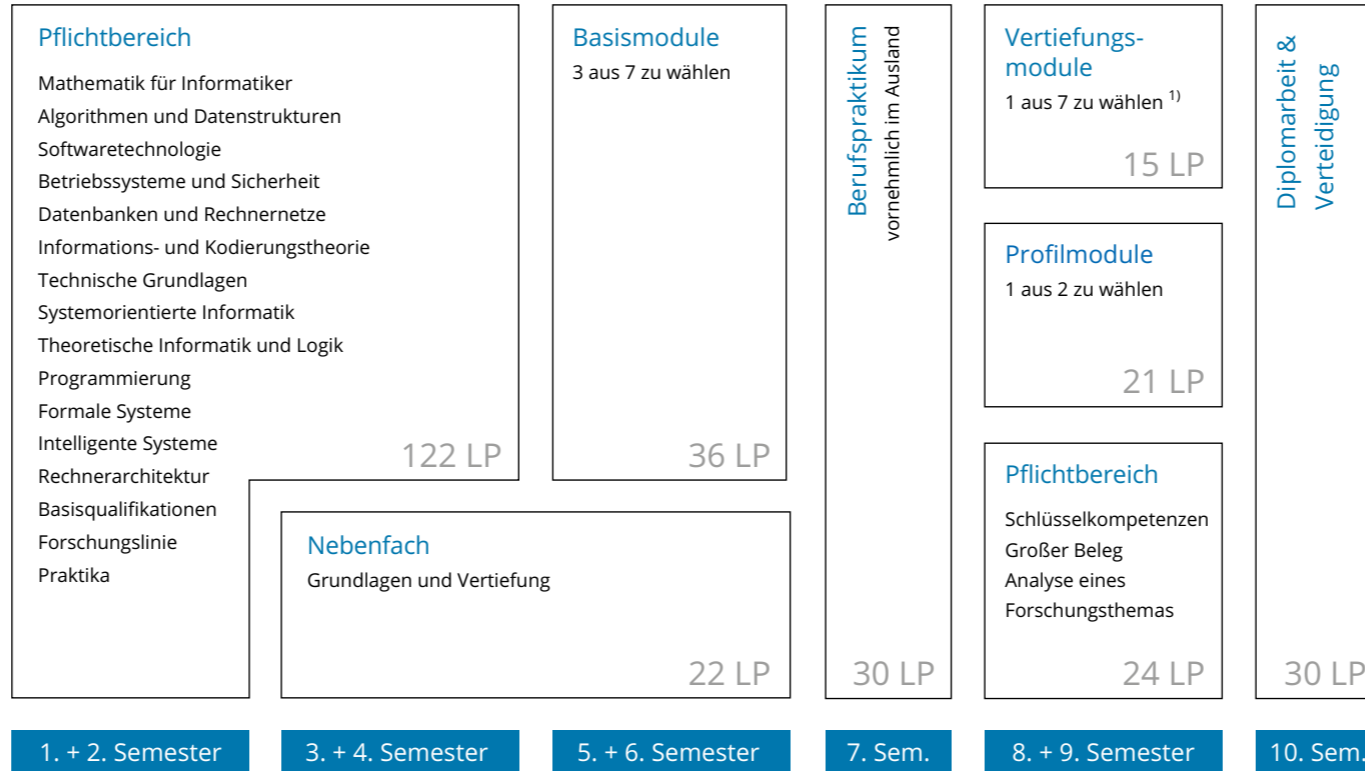 Pflichtbereich
Mathematik für Informatiker
Algorithmen und Datenstrukturen
Softwaretechnologie
Betriebssysteme und Sicherheit
Datenbanken und Rechnernetze
Informations- und Kodierungstheorie
Technische Grundlagen
Systemorientierte Informatik
Theoretische Informatik und Logik
Programmierung
Formale Systeme
Intelligente Systeme
Rechnerarchitektur
Basisqualifikationen
Forschungslinie
Praktika
122 LP
Basismodule
3 aus 7 zu wählen
36 LP
Nebenfach
Grundlagen und Vertiefung
22 LP
Berufspraktikum
vornehmlich im Ausland
30 LP
Vertiefungs-
module
1 aus 7 zu wählen 1)
15 LP
Profilmodule
1 aus 2 zu wählen
21 LP
Pflichtbereich
Schlüsselkompetenzen
Großer Beleg
Analyse eines
Forschungsthemas
24 LP
Diplomarbeit &
Verteidigung
30 LP
1. + 2. Semester
3. + 4. Semester
5. + 6. Semester
7. Sem.
8. + 9. Semester
10. Sem.